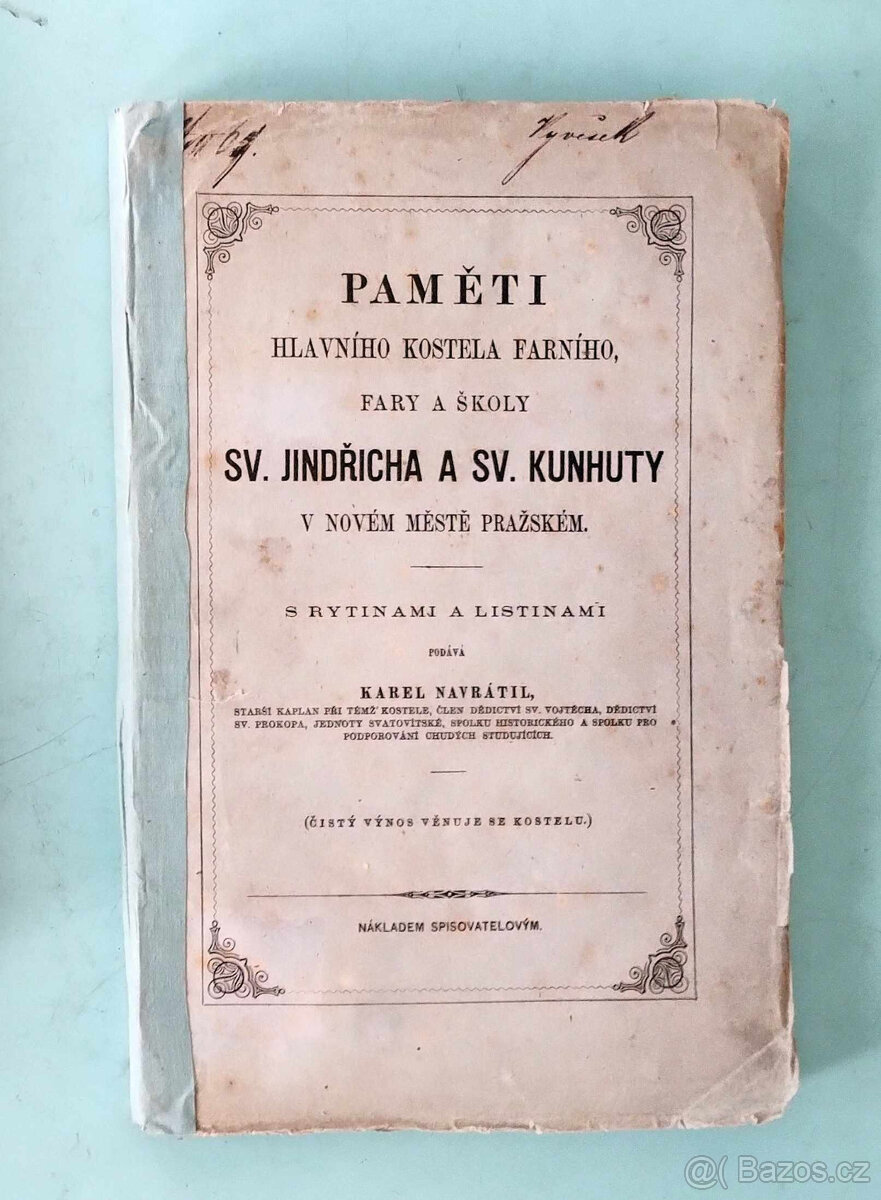 69.
PAMĚTI
HLAVNÍHO KOSTELA FARNÍHO,
FARY A ŠKOLY
SV. JINDŘICHA A SV. KUNHUTY
V NOVÉM MĚSTĚ PRAŽSKÉM.
S RYTINAMI A LISTINAMI
PODÁVÁ
KAREL NAVRÁTIL,
STARŠÍ KAPLAN PŘI TÉMŽ KOSTELE, ČLEN DĚDICTVÍ SV. VOJTĚCHA, DĚDICTVÍ
SV. PROKOPA, JEDNOTY SVATOVÍTSKÉ, SPOLKU HISTORICKÉHO A SPOLKU PRO
PODPOROVÁNÍ CHUDÝCH STUDUJÍCÍCH.
(ČISTÝ VÝNOS VĚNUJE SE KOSTELU.)
NÁKLADEM SPISOVATELOVÝM.
@( Bazos.cz